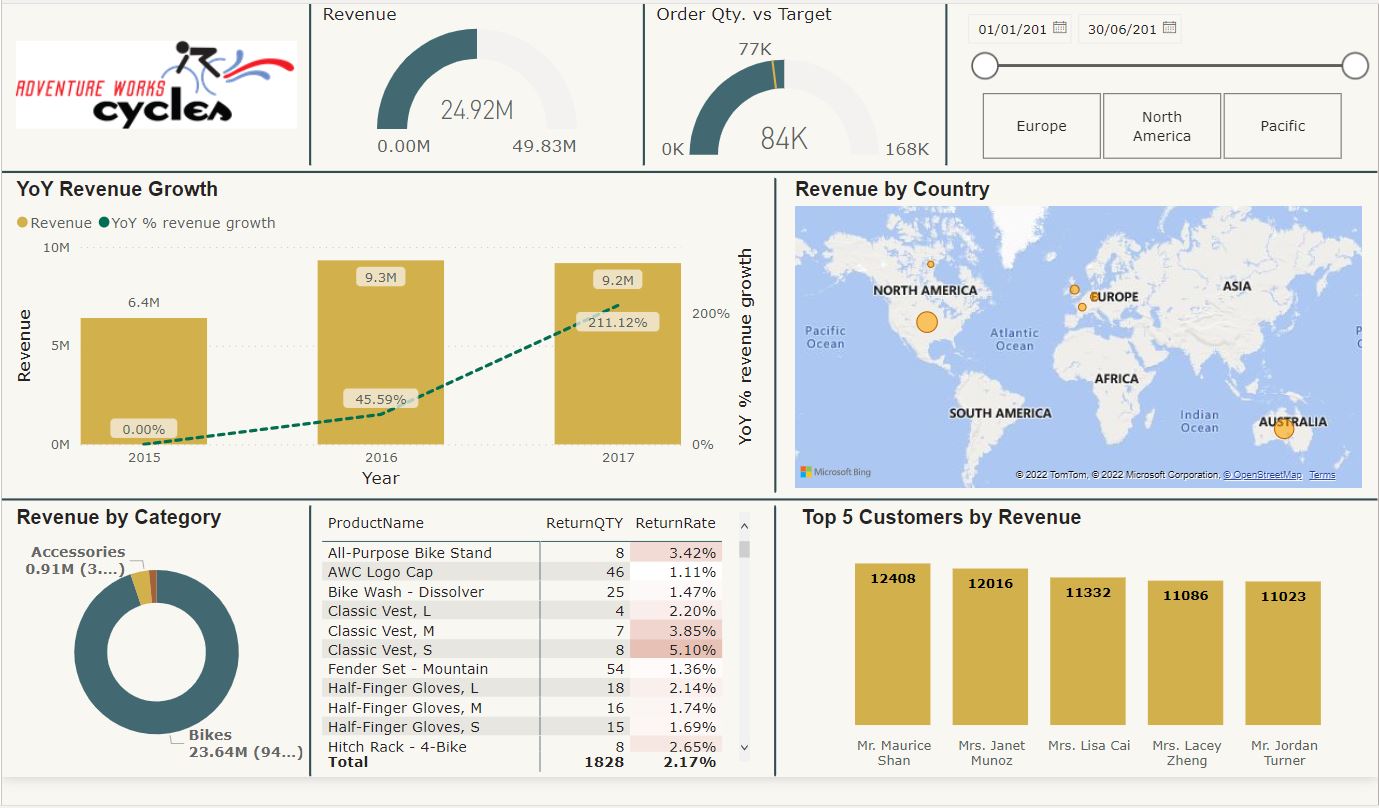 ADVENTURE WORKS
cycles
Revenue
24.92M
0.00M
49.83M
Order Qty. vs Target
77K
84K
0K
168K
01/01/201
30/06/201
Europe
North
America
Pacific
YoY Revenue Growth
Revenue
YoY % revenue growth
10M
5M
0M
Revenue
6.4M
9.3M
9.2M
0.00%
45.59%
211.12%
200%
0%
YoY % revenue growth
2015
2016
2017
Year
Revenue by Country
NORTH AMERICA
EUROPE
ASIA
Pacific
Ocean
Atlantic
Ocean
P
C
AFRICA
SOUTH AMERICA
Indian
Ocean
AUSTRALIA
Microsoft Bing
© 2022 TomTom, © 2022 Microsoft Corporation, © OpenStreetMap Terms
Revenue by Category
Accessories
0.91M (3....)
Bikes
23.64M (94...)
ProductName ReturnQTY ReturnRate
All-Purpose Bike Stand 8 3.42%
AWC Logo Cap 46 1.11%
Bike Wash - Dissolver 25 1.47%
Classic Vest, L 4 2.20%
Classic Vest, M 7 3.85%
Classic Vest, S 8 5.10%
Fender Set - Mountain 54 1.36%
Half-Finger Gloves, L 18 2.14%
Half-Finger Gloves, M 16 1.74%
Half-Finger Gloves, S 15 1.69%
Hitch Rack - 4-Bike 8 2.65%
Total 1828 2.17%
Top 5 Customers by Revenue
12408
12016
11332
11086
11023
Mr. Maurice
Shan
Mrs. Janet
Munoz
Mrs. Lisa Cai
Mrs. Lacey
Zheng
Mr. Jordan
Turner